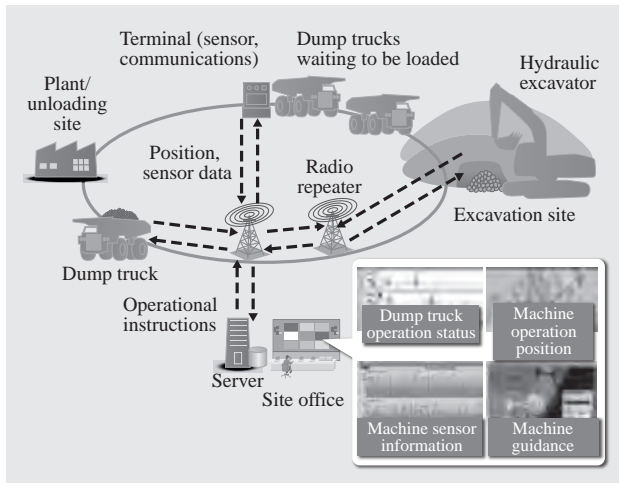 Terminal (sensor,
communications)
Dump trucks
waiting to be loaded
Hydraulic
excavator
Plant/
unloading
site
Position,
sensor data
Radio
repeater
Excavation site
Dump truck
Operational
instructions
Server
Site office
Dump truck
operation status
Machine
operation
position
Machine sensor
information
Machine
guidance